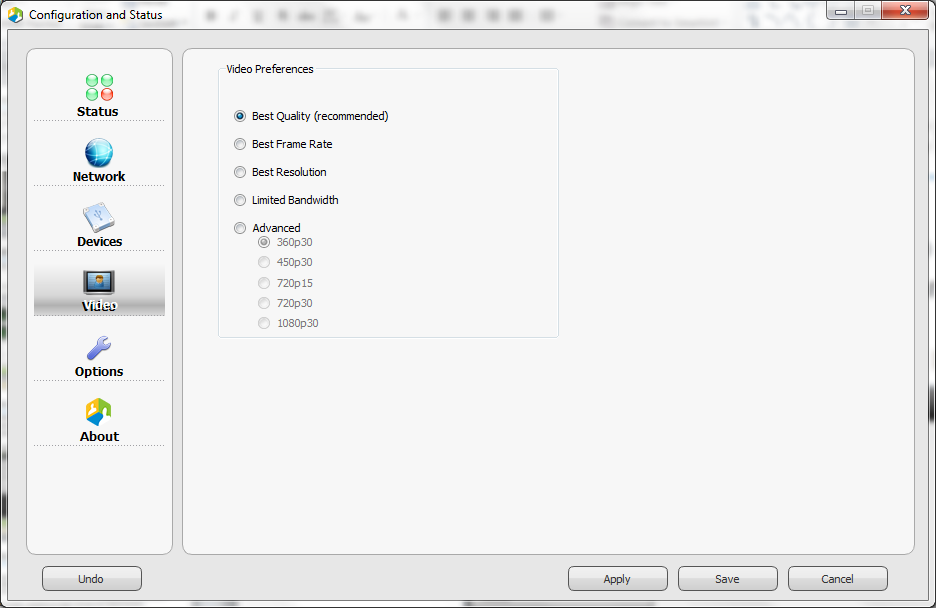 Configuration and Status
Status
Network
Devices
Video
Options
About
Video Preferences
Best Quality (recommended)
Best Frame Rate
Best Resolution
Limited Bandwidth
Advanced
360p30
450p30
720p15
720p30
1080p30
Undo
Apply
Save
Cancel